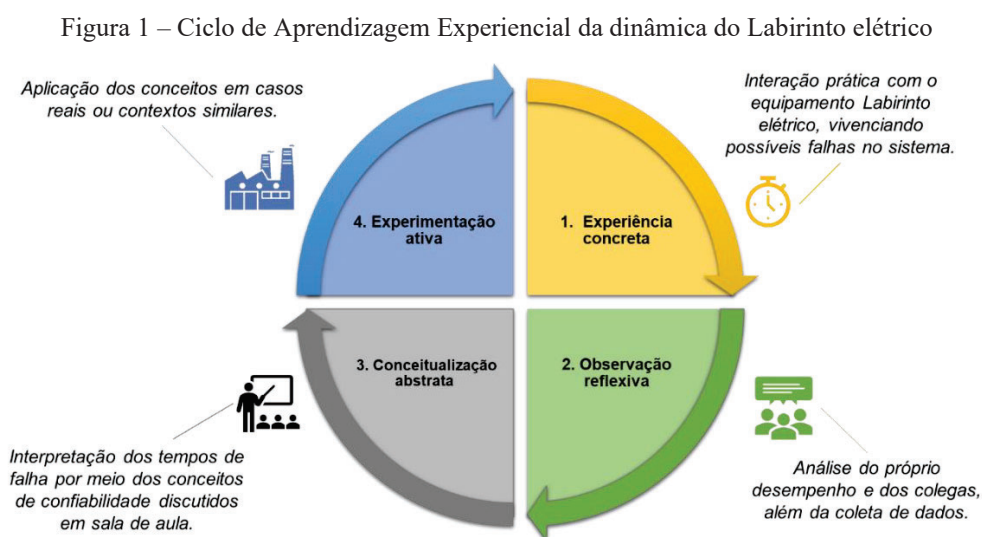 Figura 1 – Ciclo de Aprendizagem Experiencial da dinâmica do Labirinto elétrico
Aplicação dos conceitos em casos
reais ou contextos similares.
Interação prática com o
equipamento Labirinto
elétrico, vivenciando
possíveis falhas no sistema.
4. Experimentação
ativa
1. Experiência
concreta
3. Conceitualização
abstrata
2. Observação
reflexiva
Interpretação dos tempos de
falha por meio dos conceitos
de confiabilidade discutidos
em sala de aula.
Análise do próprio
desempenho e dos colegas,
além da coleta de dados.